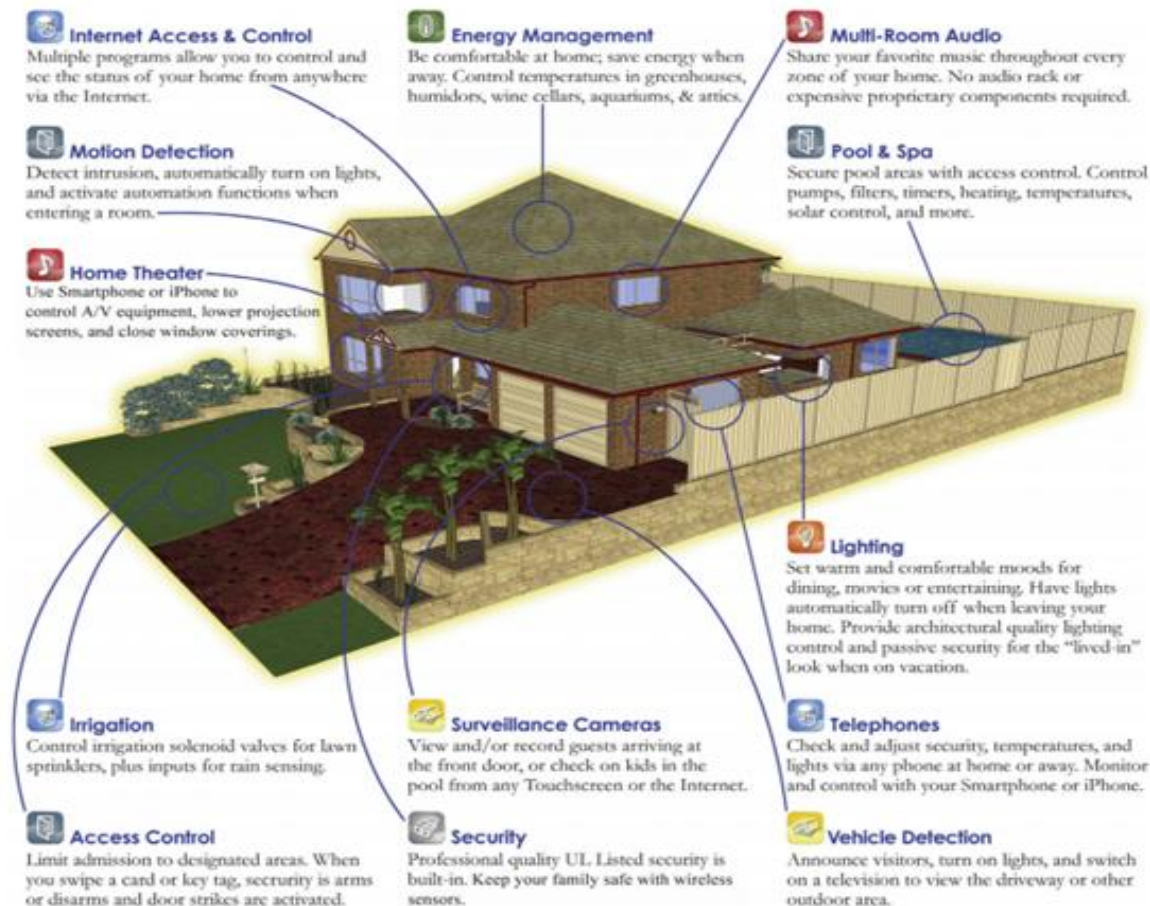 Internet Access & Control
Multiple programs allow you to control and
see the status of your home from anywhere
via the Internet.
Energy Management
Be comfortable at home; save energy when
away. Control temperatures in greenhouses,
humidors, wine cellars, aquariums, & attics.
Multi-Room Audio
Share your favorite music throughout every
zone of your home. No audio rack or
expensive proprietary components required.
Motion Detection
Detect intrusion, automatically turn on lights,
and activate automation functions when
entering a room.
Pool & Spa
Secure pool areas with access control. Control
pumps, filters, timers, heating, temperatures,
solar control, and more.
Home Theater
Use Smartphone or iPhone to
control A/V equipment, lower projection
screens, and close window coverings.
Lighting
Set warm and comfortable moods for
dining, movies or entertaining. Have lights
automatically turn off when leaving your
home. Provide architectural quality lighting
control and passive security for the “lived-in”
look when on vacation.
Irrigation
Control irrigation solenoid valves for lawn
sprinklers, plus inputs for rain sensing.
Surveillance Cameras
View and/or record guests arriving at
the front door, or check on kids in the
pool from any Touchscreen or the Internet.
Telephones
Check and adjust security, temperatures, and
lights via any phone at home or away. Monitor
and control with your Smartphone or iPhone.
Access Control
Limit admission to designated areas. When
you swipe a card or key tag, secrurity is arms
or disarms and door strikes are activated.
Security
Professional quality UL Listed security is
built-in. Keep your family safe with wireless
sensors.
Vehicle Detection
Announce visitors, turn on lights, and switch
on a television to view the driveway or other
outdoor area.